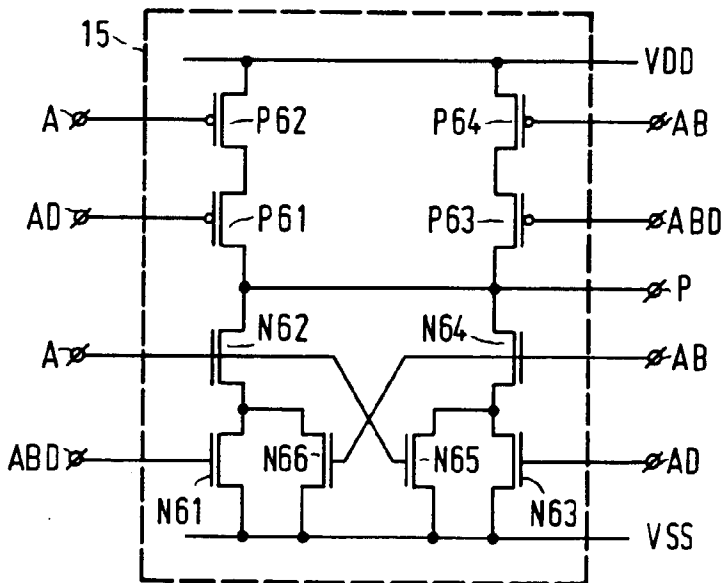 15
VDD
A P62 P64 AB
AD P61 P63 ABD
P
N62 N64
A AB
ABD N66 N65 AD
N61 N63
VSS